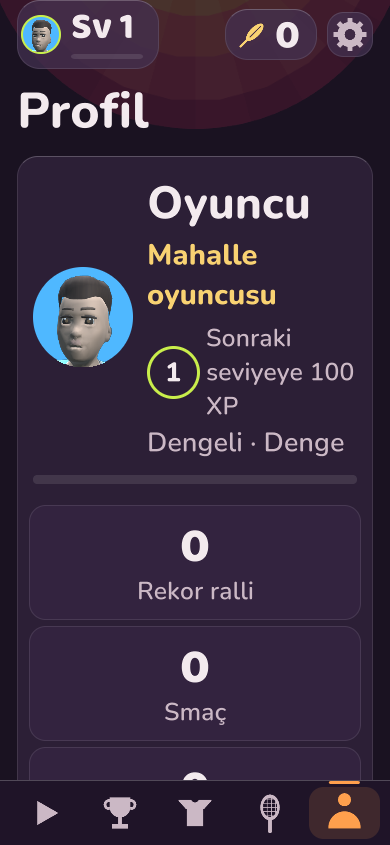 Sv 1
0
Profil
Oyuncu
Mahalle
oyuncusu
1
Sonraki
seviyeye 100
XP
Dengeli · Denge
0
Rekor ralli
0
Smaç